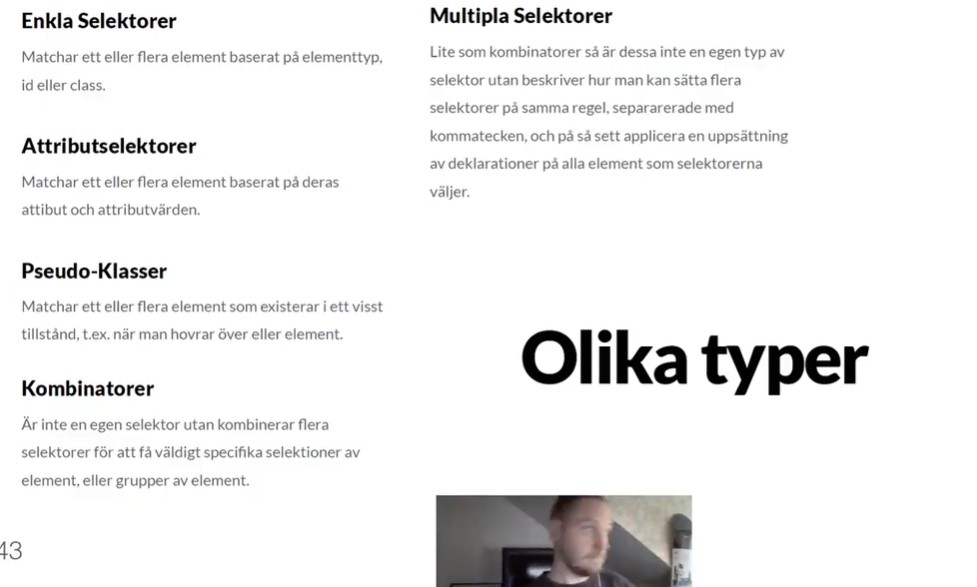 Enkla Selektorer
Matchar ett eller flera element baserat på elementtyp,
id eller class.
Attributselektorer
Matchar ett eller flera element baserat på deras
attibut och attributvärden.
Pseudo-Klasser
Matchar ett eller flera element som existerar i ett visst
tillstånd, t.ex. när man hovrar över eller element.
Kombinatorer
Är inte en egen selektor utan kombinerar flera
selektorer för att få väldigt specifika selektioner av
element, eller grupper av element.
43
Multipla Selektorer
Lite som kombinatorer så är dessa inte en egen typ av
selektor utan beskriver hur man kan sätta flera
selektorer på samma regel, separarerade med
kommatecken, och på så sett applicera en uppsättning
av deklarationer på alla element som selektorerna
väljer.
Olika typer